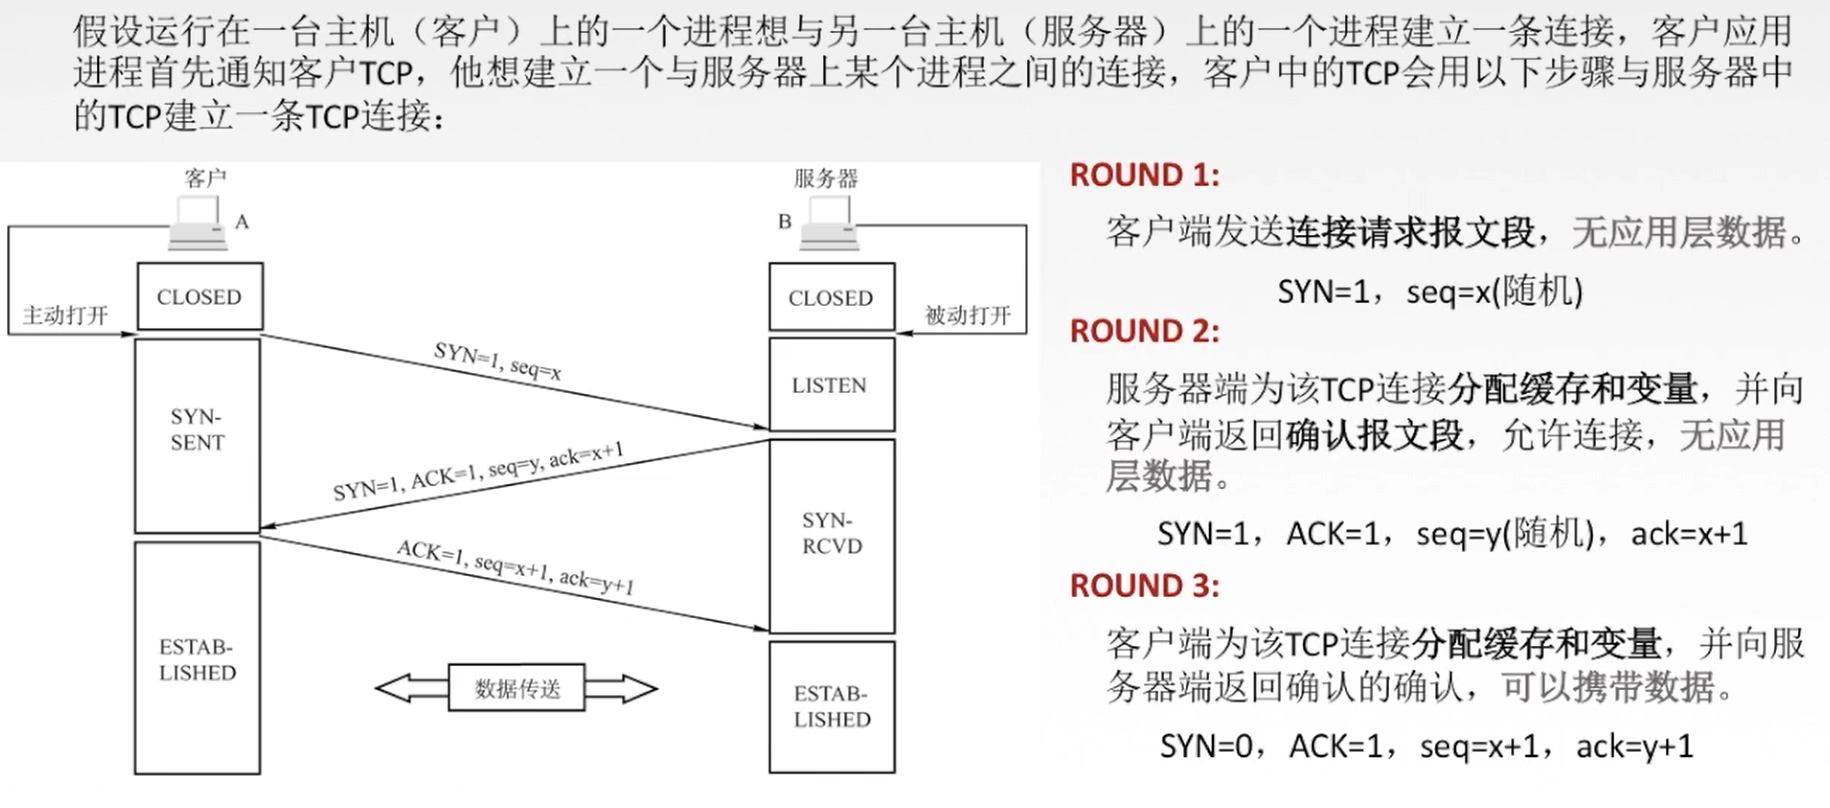 假设运行在一台主机（客户）上的一个进程想与另一台主机（服务器）上的一个进程建立一条连接，客户应用
进程首先通知客户TCP，他想建立一个与服务器上某个进程之间的连接，客户中的TCP会用以下步骤与服务器中
的TCP建立一条TCP连接：
客户
服务器
A
B
CLOSED
CLOSED
主动打开
被动打开
SYN=1, seq=x
LISTEN
SYN-
SENT
SYN=1, ACK=1, seq=y, ack=x+1
SYN-
RCVD
ACK=1, seq=x+1, ack=y+1
ESTAB-
LISHED
数据传送
ESTAB-
LISHED
ROUND 1:
客户端发送连接请求报文段，无应用层数据。
SYN=1，seq=x(随机)
ROUND 2:
服务器端为该TCP连接分配缓存和变量，并向
客户端返回确认报文段，允许连接，无应用
层数据。
SYN=1，ACK=1，seq=y(随机)，ack=x+1
ROUND 3:
客户端为该TCP连接分配缓存和变量，并向服
务器端返回确认的确认，可以携带数据。
SYN=0，ACK=1，seq=x+1，ack=y+1